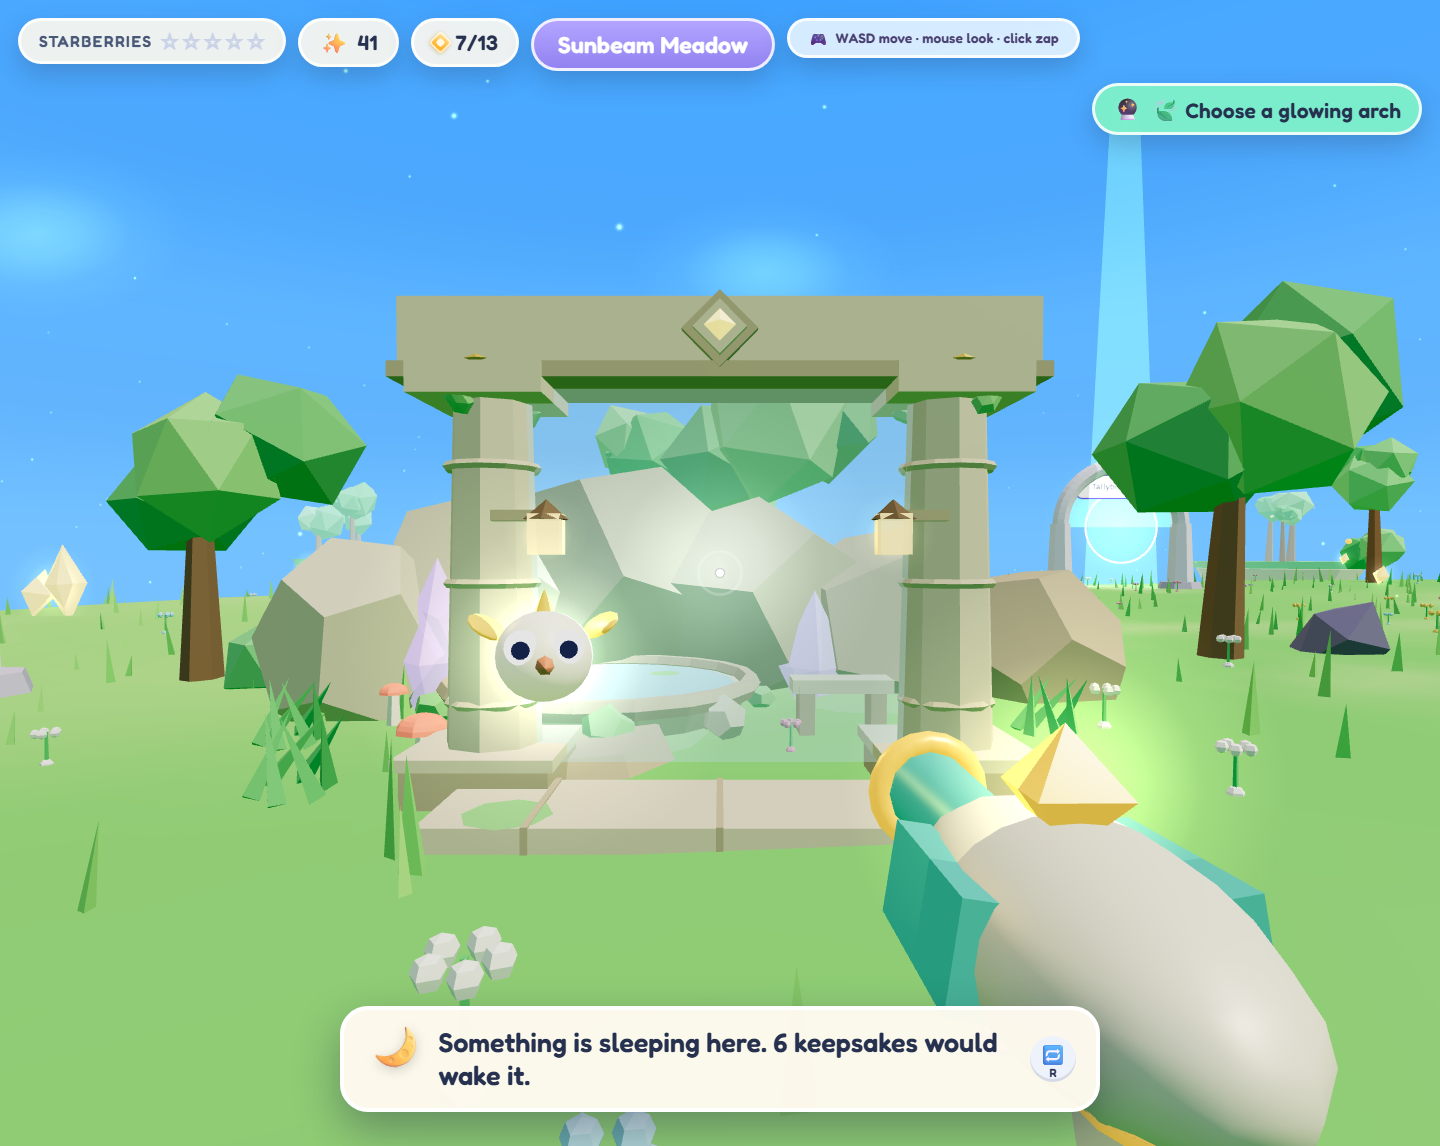 STARBERRIES
41
7/13
Sunbeam Meadow
WASD move · mouse look · click zap
Choose a glowing arch
Something is sleeping here. 6 keepsakes would
wake it.
R